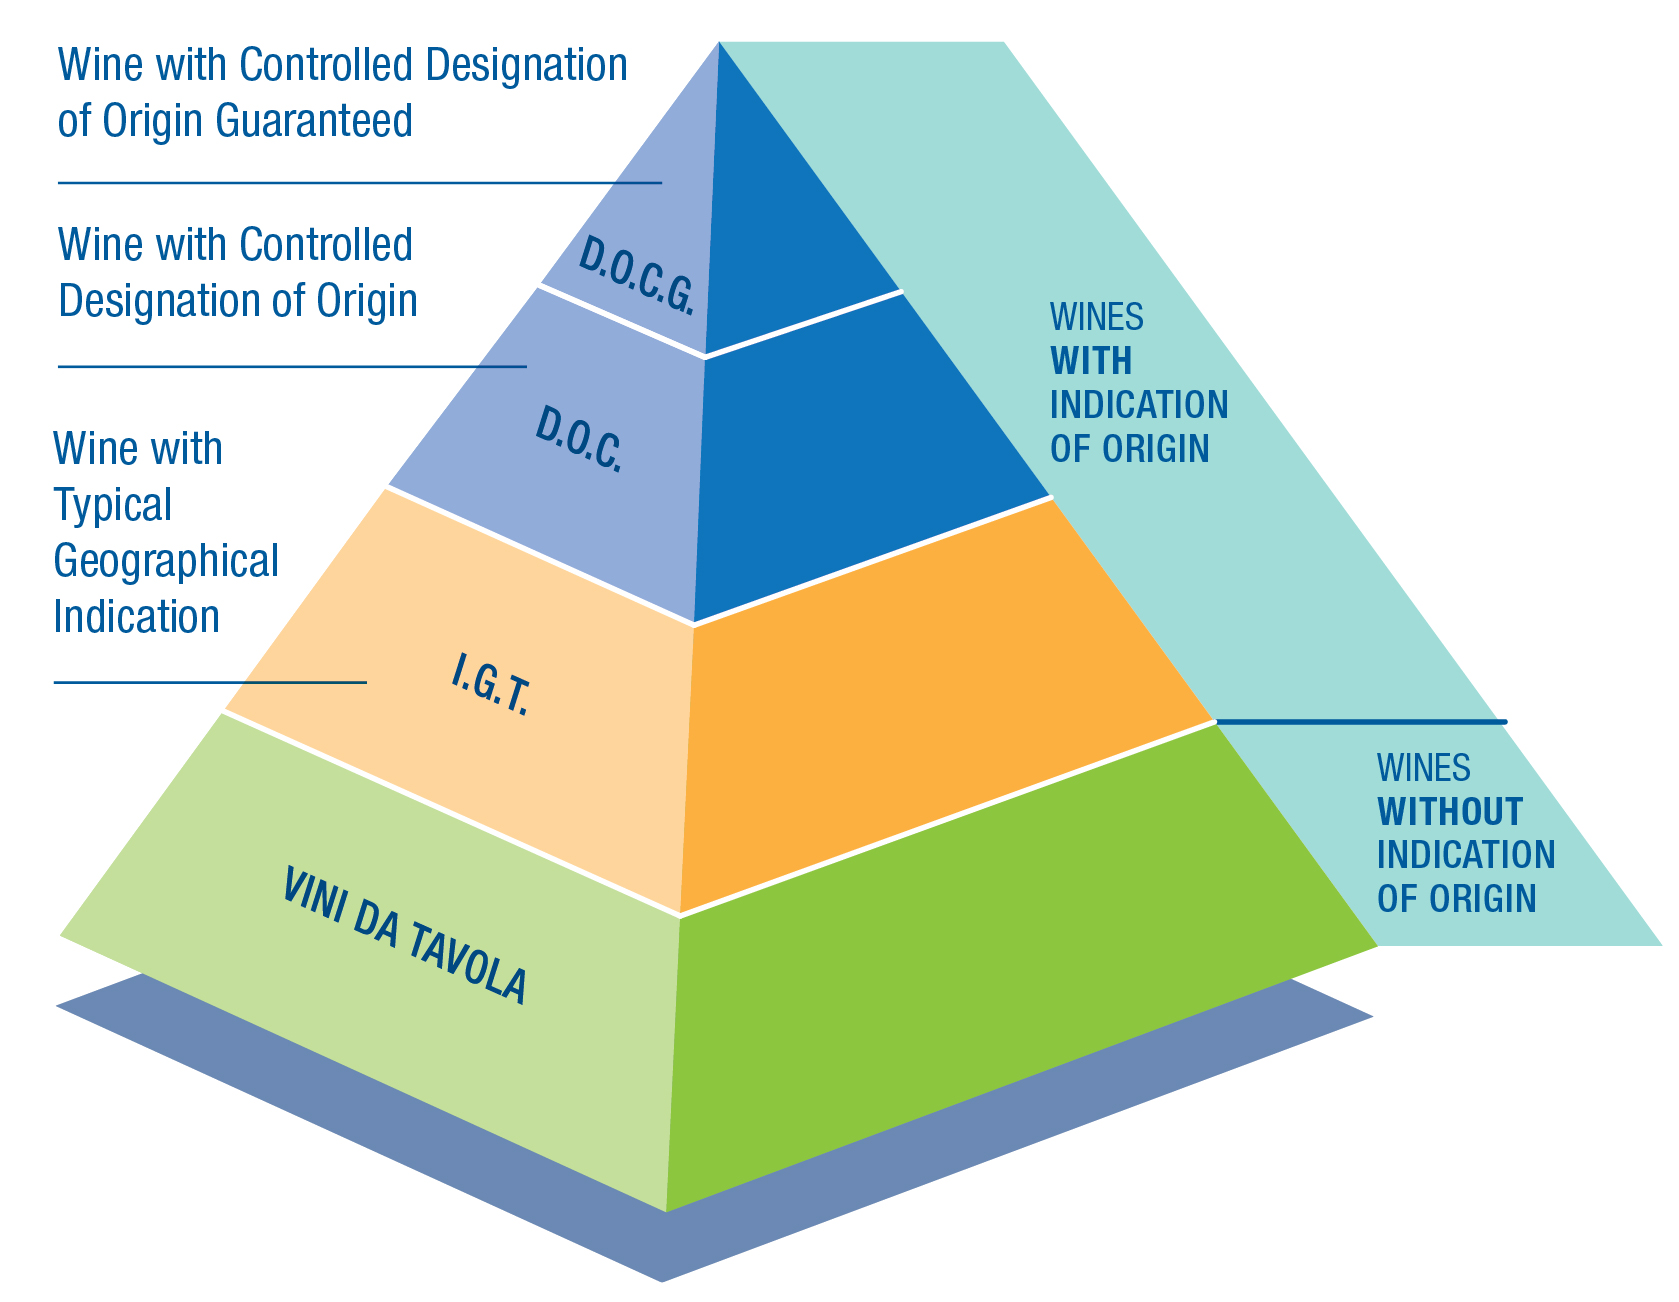 Wine with Controlled Designation
of Origin Guaranteed
Wine with Controlled
Designation of Origin
Wine with
Typical
Geographical
Indication
D.O.C.G.
D.O.C.
I.G.T.
VINI DA TAVOLA
WINES
WITH
INDICATION
OF ORIGIN
WINES
WITHOUT
INDICATION
OF ORIGIN